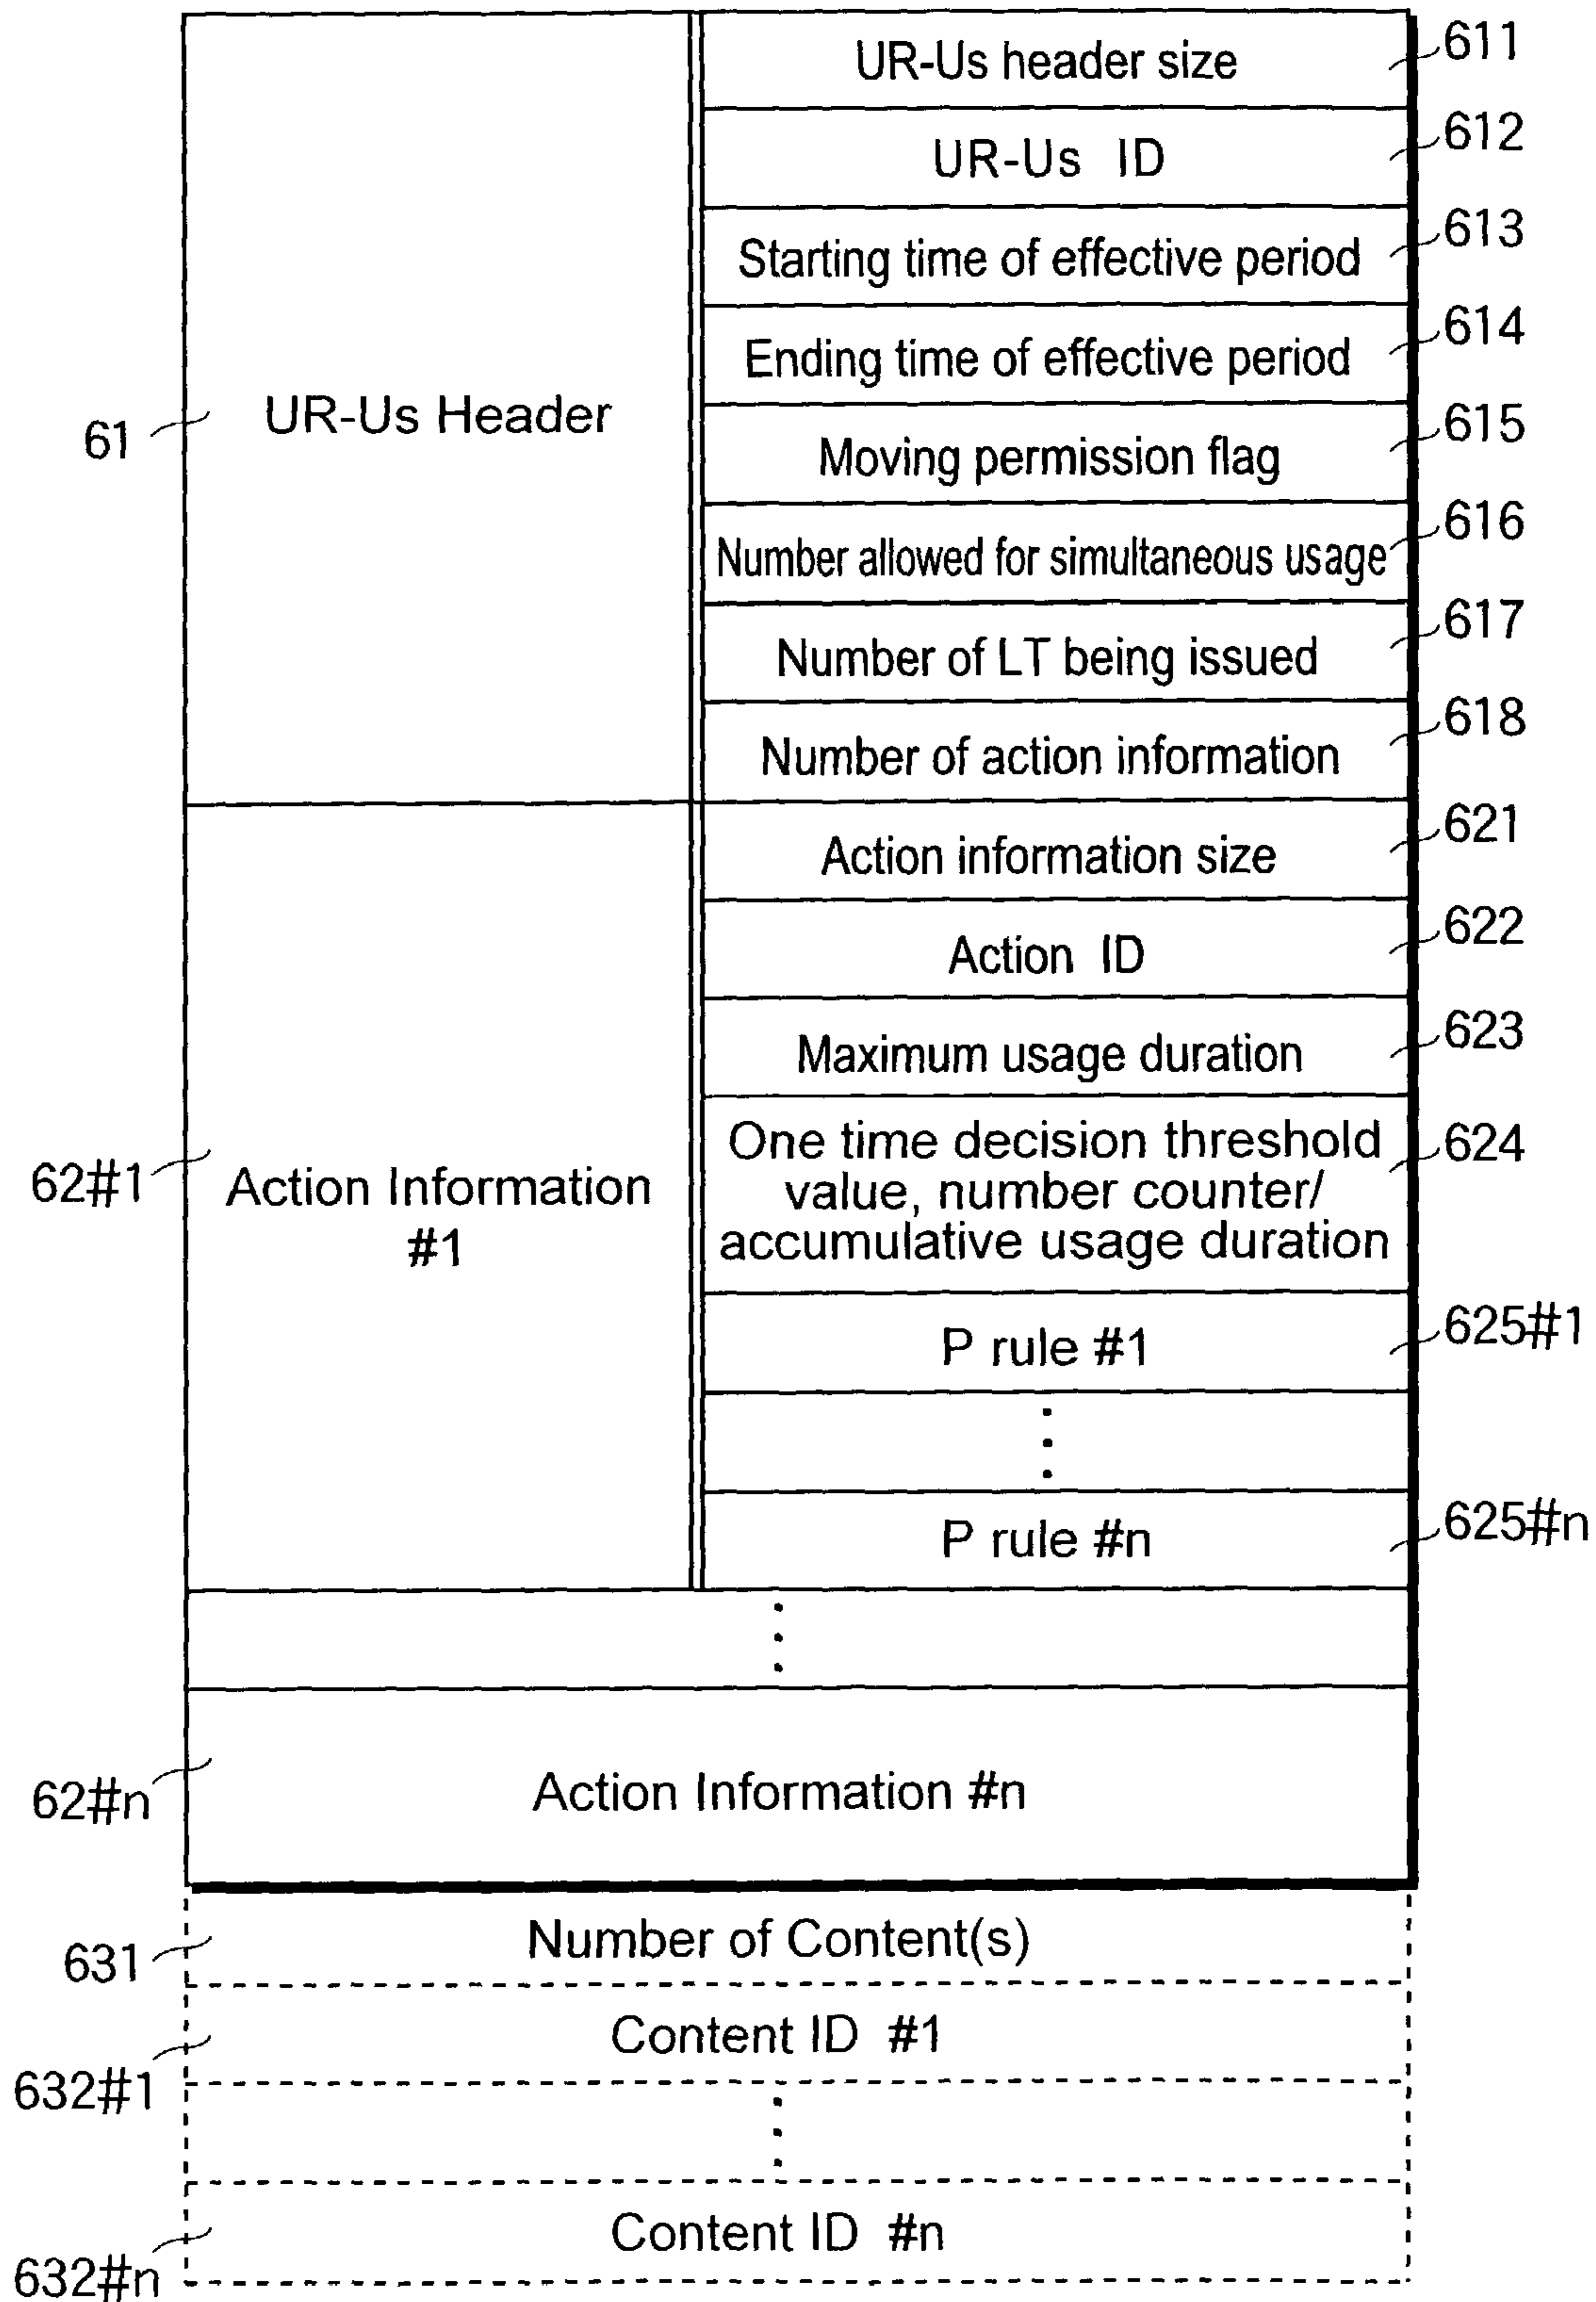 UR-Us header size 611
UR-Us ID 612
Starting time of effective period 613
Ending time of effective period 614
61 UR-Us Header
Moving permission flag 615
Number allowed for simultaneous usage 616
Number of LT being issued 617
Number of action information 618
Action information size 621
Action ID 622
Maximum usage duration 623
62#1 Action Information
#1
One time decision threshold 624
value, number counter/
accumulative usage duration
P rule #1 625#1
P rule #n 625#n
62#n Action Information #n
631 Number of Content(s)
632#1 Content ID #1
632#n Content ID #n